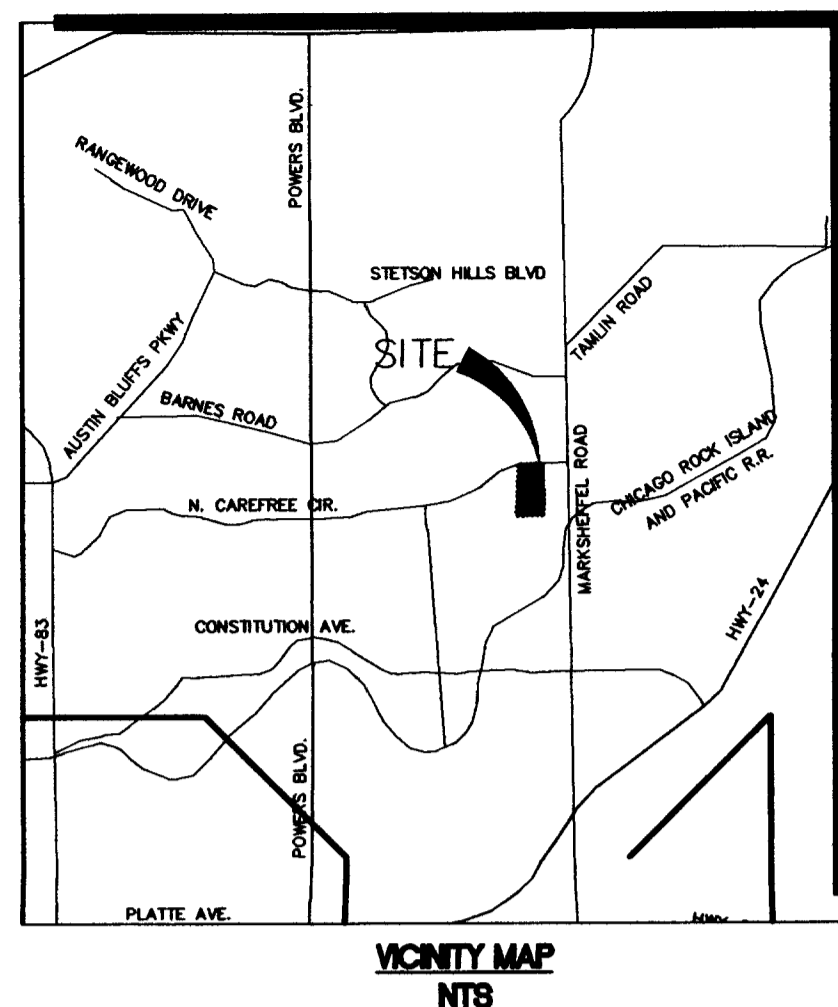 POWERS BLVD.
RANGEWOOD DRIVE
STETSON HILLS BLVD
TAMLIN ROAD
SITE
AUSTIN BLUFFS PKWY
BARNES ROAD
MARKSHEFFEL ROAD
CHICAGO ROCK ISLAND
AND PACIFIC R.R.
N. CAREFREE CIR.
HWY-24
CONSTITUTION AVE.
HWY-83
POWERS BLVD.
PLATTE AVE.
VICINITY MAP
NTS